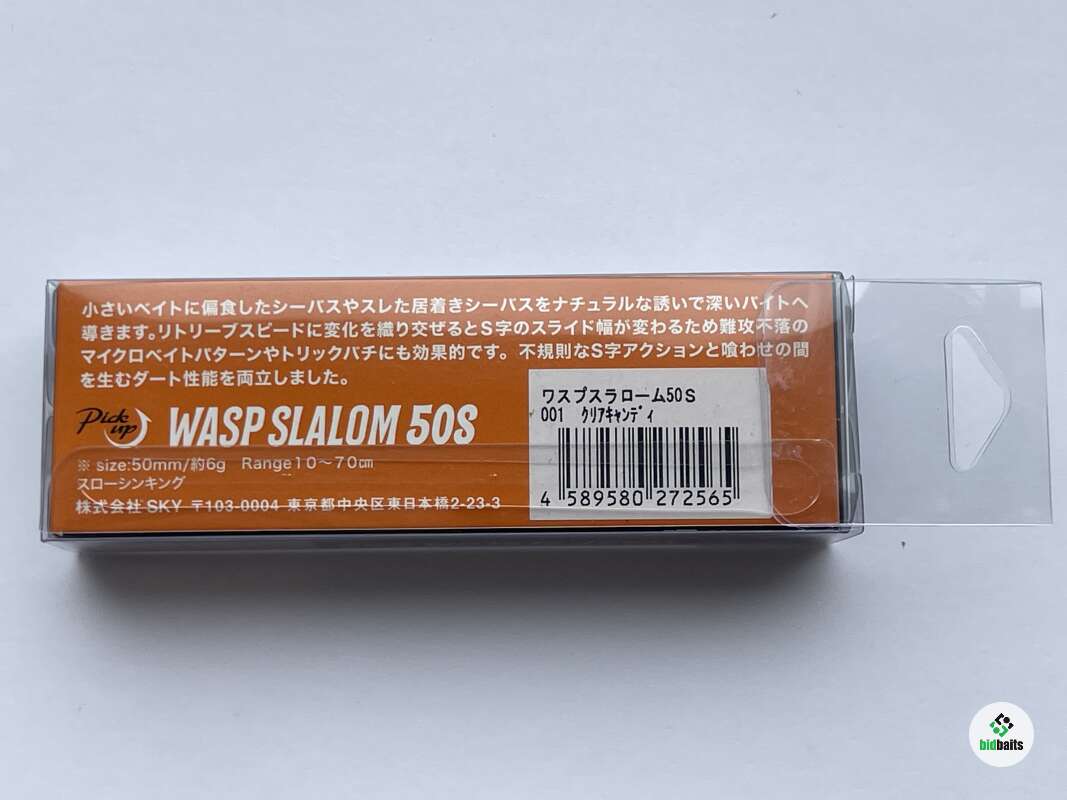 小さいベイトに偏食したシーバスやスレた居着きシーバスをナチュラルな誘いで深いバイトへ
導きます。リトリーブスピードに変化を織り交ぜるとS字のスライド幅が変わるため難攻不落の
マイクロベイトパターンやトリックバチにも効果的です。不規則なS字アクションと喰わせの間
を生むダート性能を両立しました。
Pick up WASP SLALOM 50S
※ size:50mm/約6g Range10～70㎝
スローシンキング
株式会社 SKY 〒103-0004 東京都中央区東日本橋2-23-3
ワスプスラローム50S
001 ｸﾘｱｷｬﾝﾃﾞｨ
4 589580 272565
bidbaits